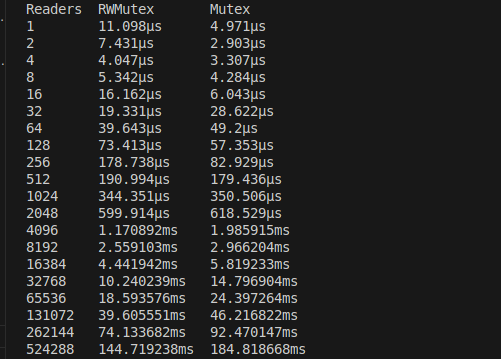 Readers RWMutex Mutex
1 11.098µs 4.971µs
2 7.431µs 2.903µs
4 4.047µs 3.307µs
8 5.342µs 4.284µs
16 16.162µs 6.043µs
32 19.331µs 28.622µs
64 39.643µs 49.2µs
128 73.413µs 57.353µs
256 178.738µs 82.929µs
512 190.994µs 179.436µs
1024 344.351µs 350.506µs
2048 599.914µs 618.529µs
4096 1.170892ms 1.985915ms
8192 2.559103ms 2.966204ms
16384 4.441942ms 5.819233ms
32768 10.240239ms 14.796904ms
65536 18.593576ms 24.397264ms
131072 39.605551ms 46.216822ms
262144 74.133682ms 92.470147ms
524288 144.719238ms 184.818668ms